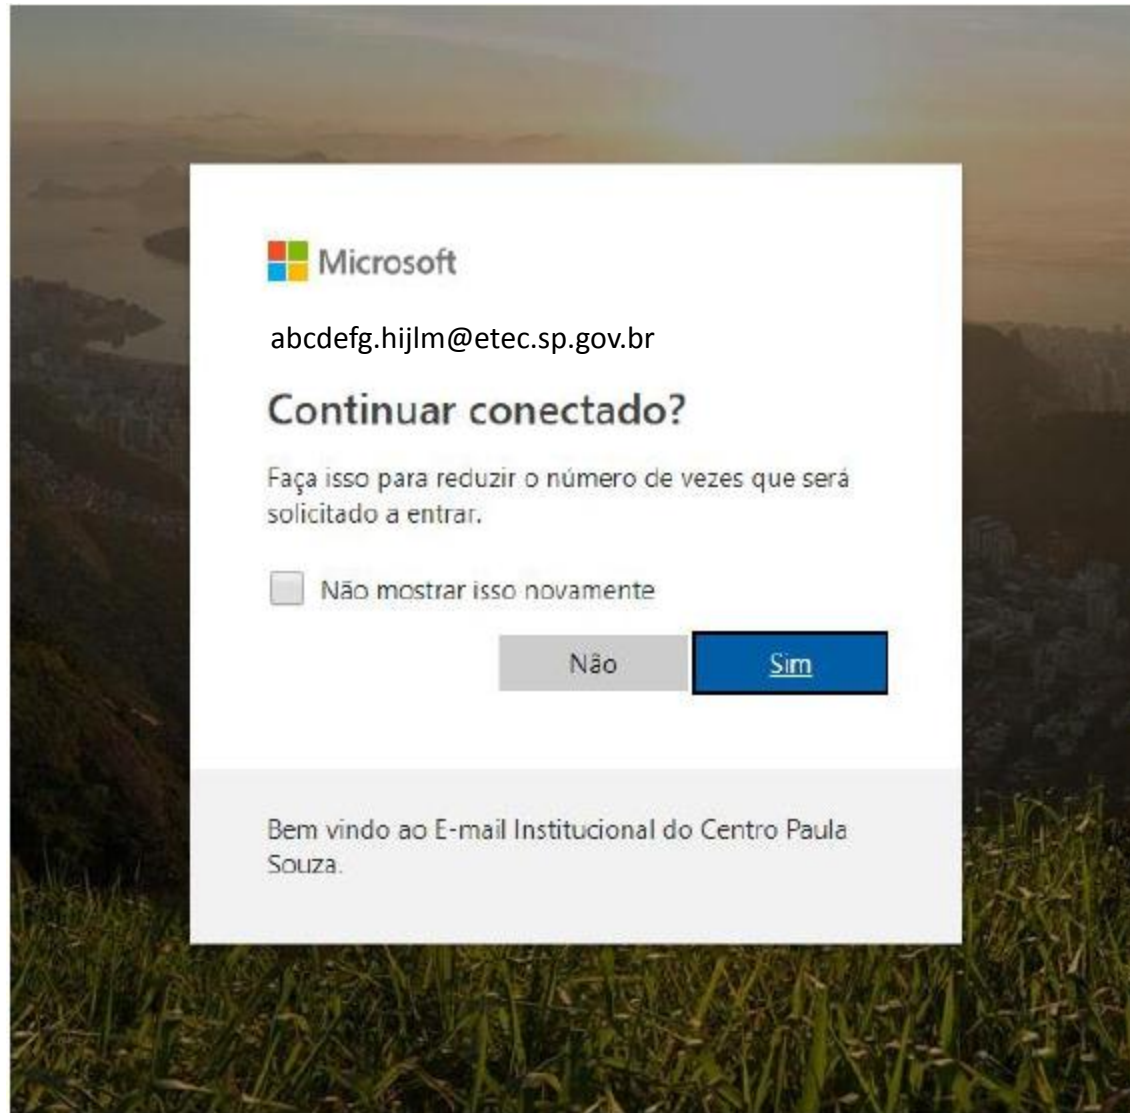 Microsoft
abcdefg.hijlm@etec.sp.gov.br
Continuar conectado?
Faça isso para reduzir o número de vezes que será
solicitado a entrar.
Não mostrar isso novamente
Não
Sim
Bem vindo ao E-mail Institucional do Centro Paula
Souza.